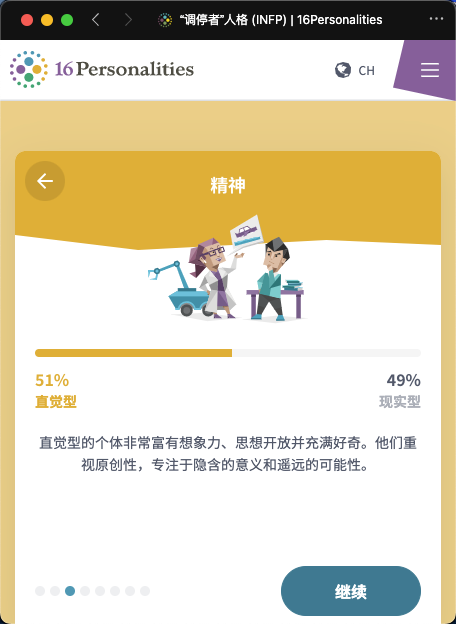 “调停者”人格 (INFP) | 16Personalities
16Personalities
CH
精神
51%
49%
直觉型
现实型
直觉型的个体非常富有想象力、思想开放并充满好奇。他们重
视原创性，专注于隐含的意义和遥远的可能性。
继续